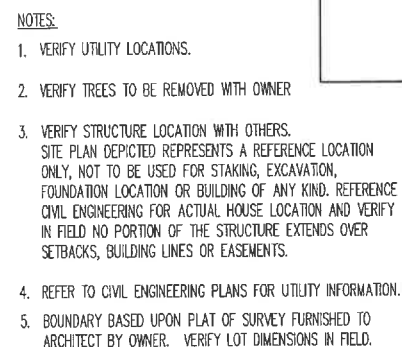 NOTES:
1. VERIFY UTILITY LOCATIONS.
2. VERIFY TREES TO BE REMOVED WITH OWNER
3. VERIFY STRUCTURE LOCATION WITH OTHERS.
SITE PLAN DEPICTED REPRESENTS A REFERENCE LOCATION
ONLY, NOT TO BE USED FOR STAKING, EXCAVATION,
FOUNDATION LOCATION OR BUILDING OF ANY KIND. REFERENCE
CIVIL ENGINEERING FOR ACTUAL HOUSE LOCATION AND VERIFY
IN FIELD NO PORTION OF THE STRUCTURE EXTENDS OVER
SETBACKS, BUILDING LINES OR EASEMENTS.
4. REFER TO CIVIL ENGINEERING PLANS FOR UTILITY INFORMATION.
5. BOUNDARY BASED UPON PLAT OF SURVEY FURNISHED TO
ARCHITECT BY OWNER. VERIFY LOT DIMENSIONS IN FIELD.